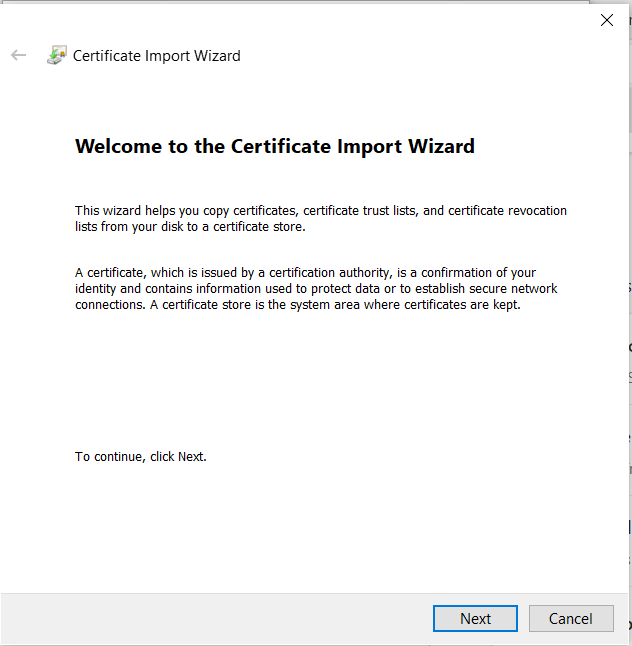 Certificate Import Wizard
Welcome to the Certificate Import Wizard
This wizard helps you copy certificates, certificate trust lists, and certificate revocation
lists from your disk to a certificate store.
A certificate, which is issued by a certification authority, is a confirmation of your
identity and contains information used to protect data or to establish secure network
connections. A certificate store is the system area where certificates are kept.
To continue, click Next.
Next
Cancel